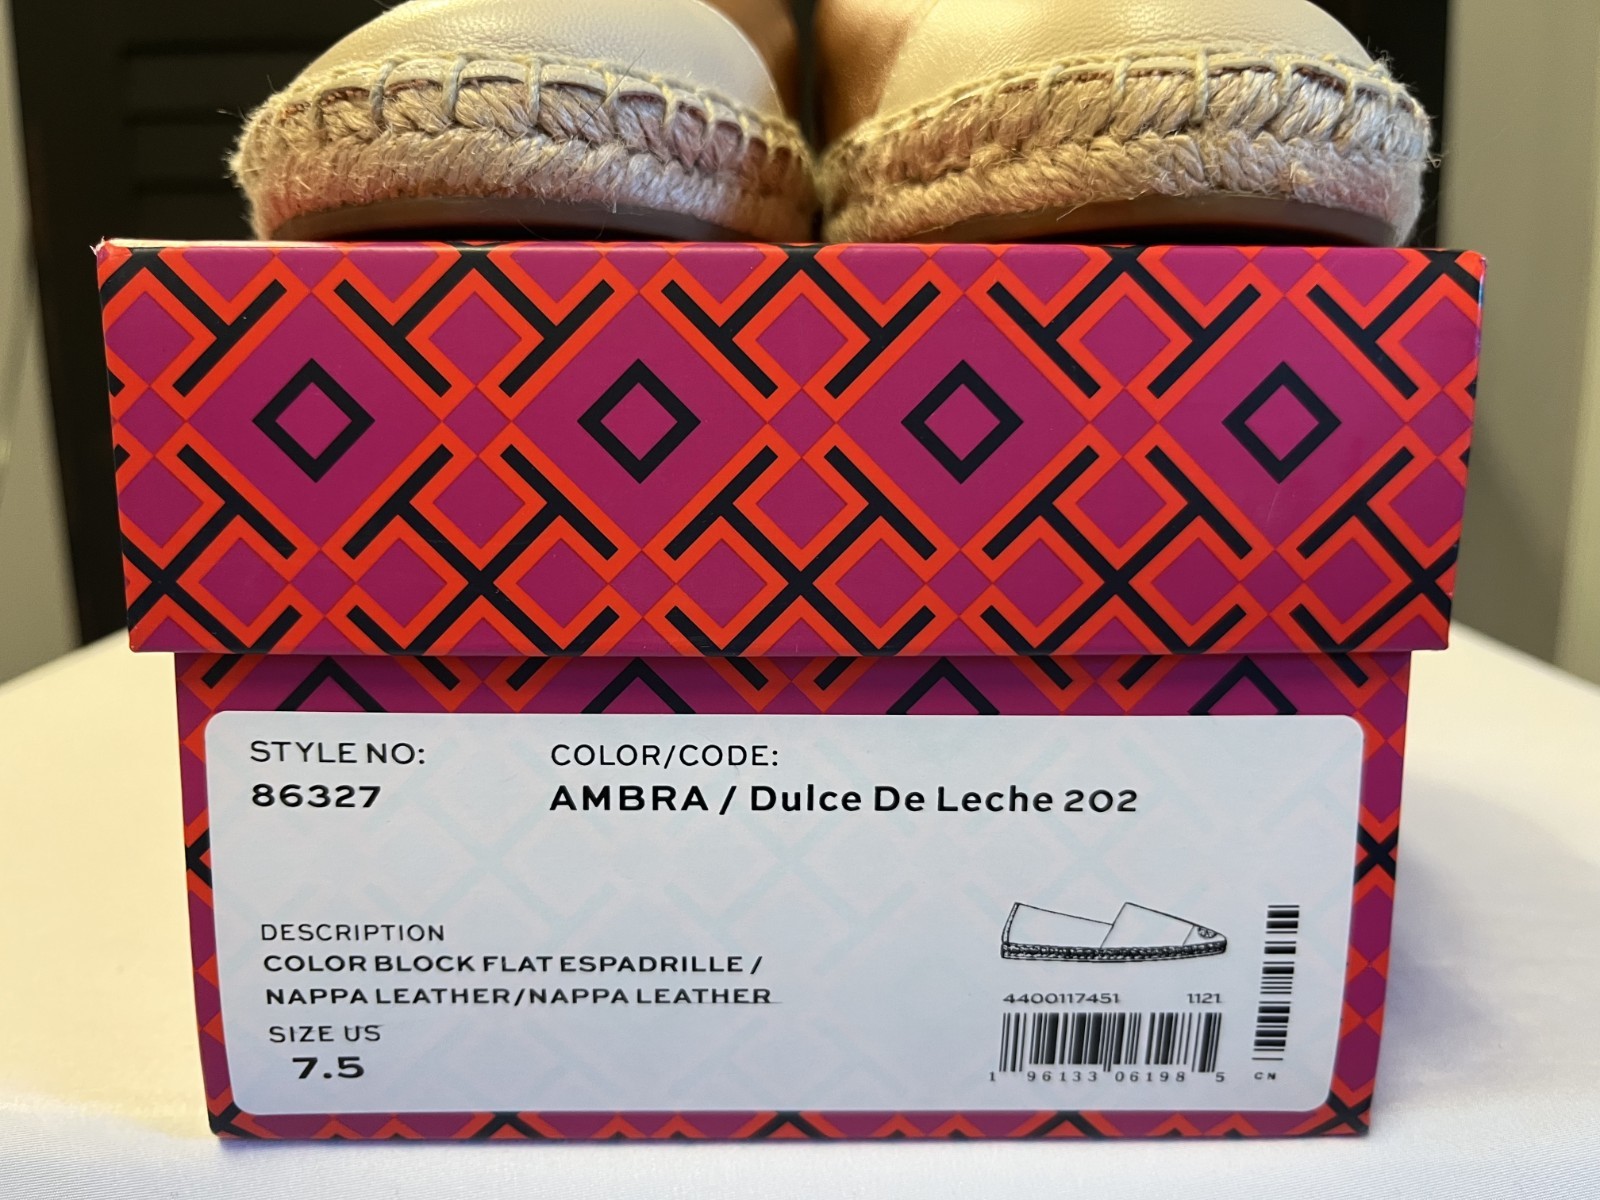 STYLE NO: COLOR/CODE:
86327 AMBRA / Dulce De Leche 202
DESCRIPTION
COLOR BLOCK FLAT ESPADRILLE /
NAPPA LEATHER/NAPPA LEATHER
SIZE US
7.5
4400117451 1121
1 96133 06198 5
CN